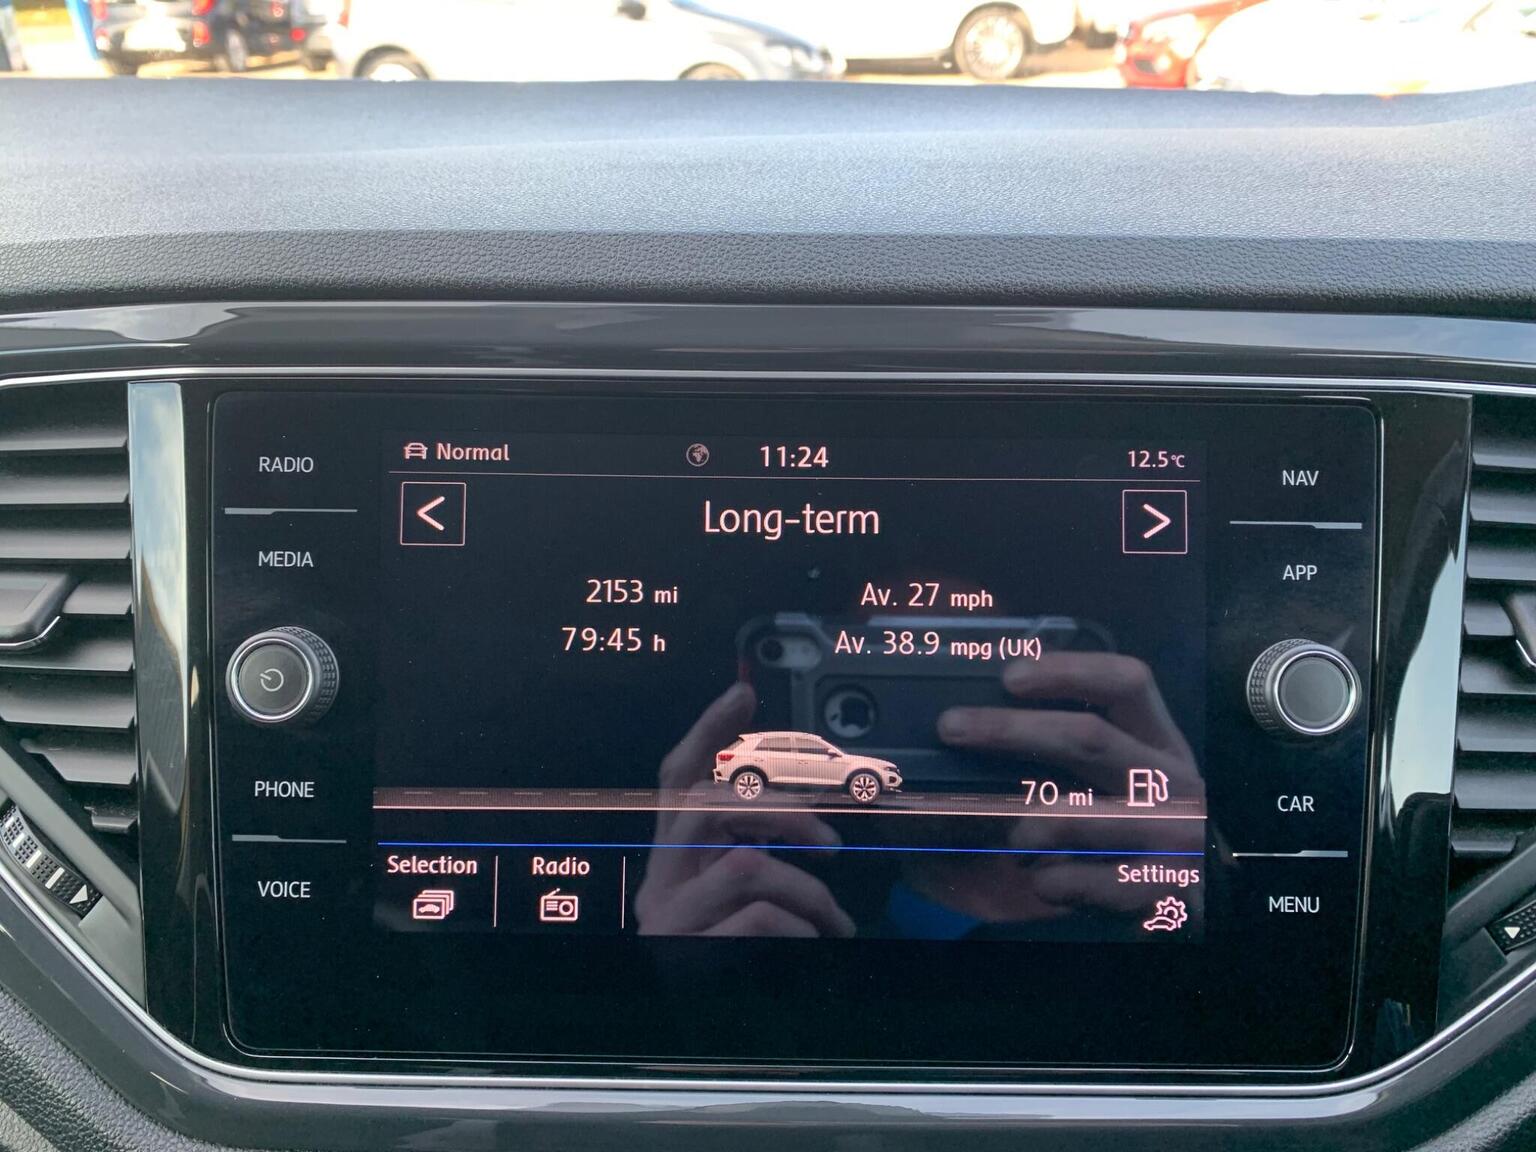 RADIO
MEDIA
PHONE
VOICE
Normal
11:24
12.5°C
<
Long-term
>
2153 mi
Av. 27 mph
79:45 h
Av. 38.9 mpg (UK)
70 mi
Selection
Radio
Settings
NAV
APP
CAR
MENU